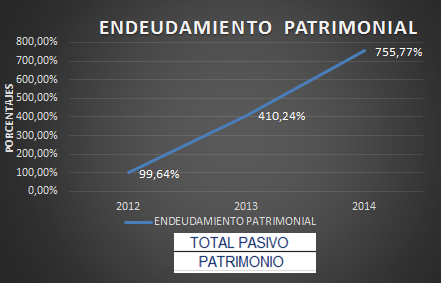 ENDEUDAMIENTO PATRIMONIAL
800,00%
700,00%
600,00%
500,00%
400,00%
300,00%
200,00%
100,00%
0,00%
PORCENTAJES
99,64%
410,24%
755,77%
2012 2013 2014
ENDEUDAMIENTO PATRIMONIAL
TOTAL PASIVO
PATRIMONIO